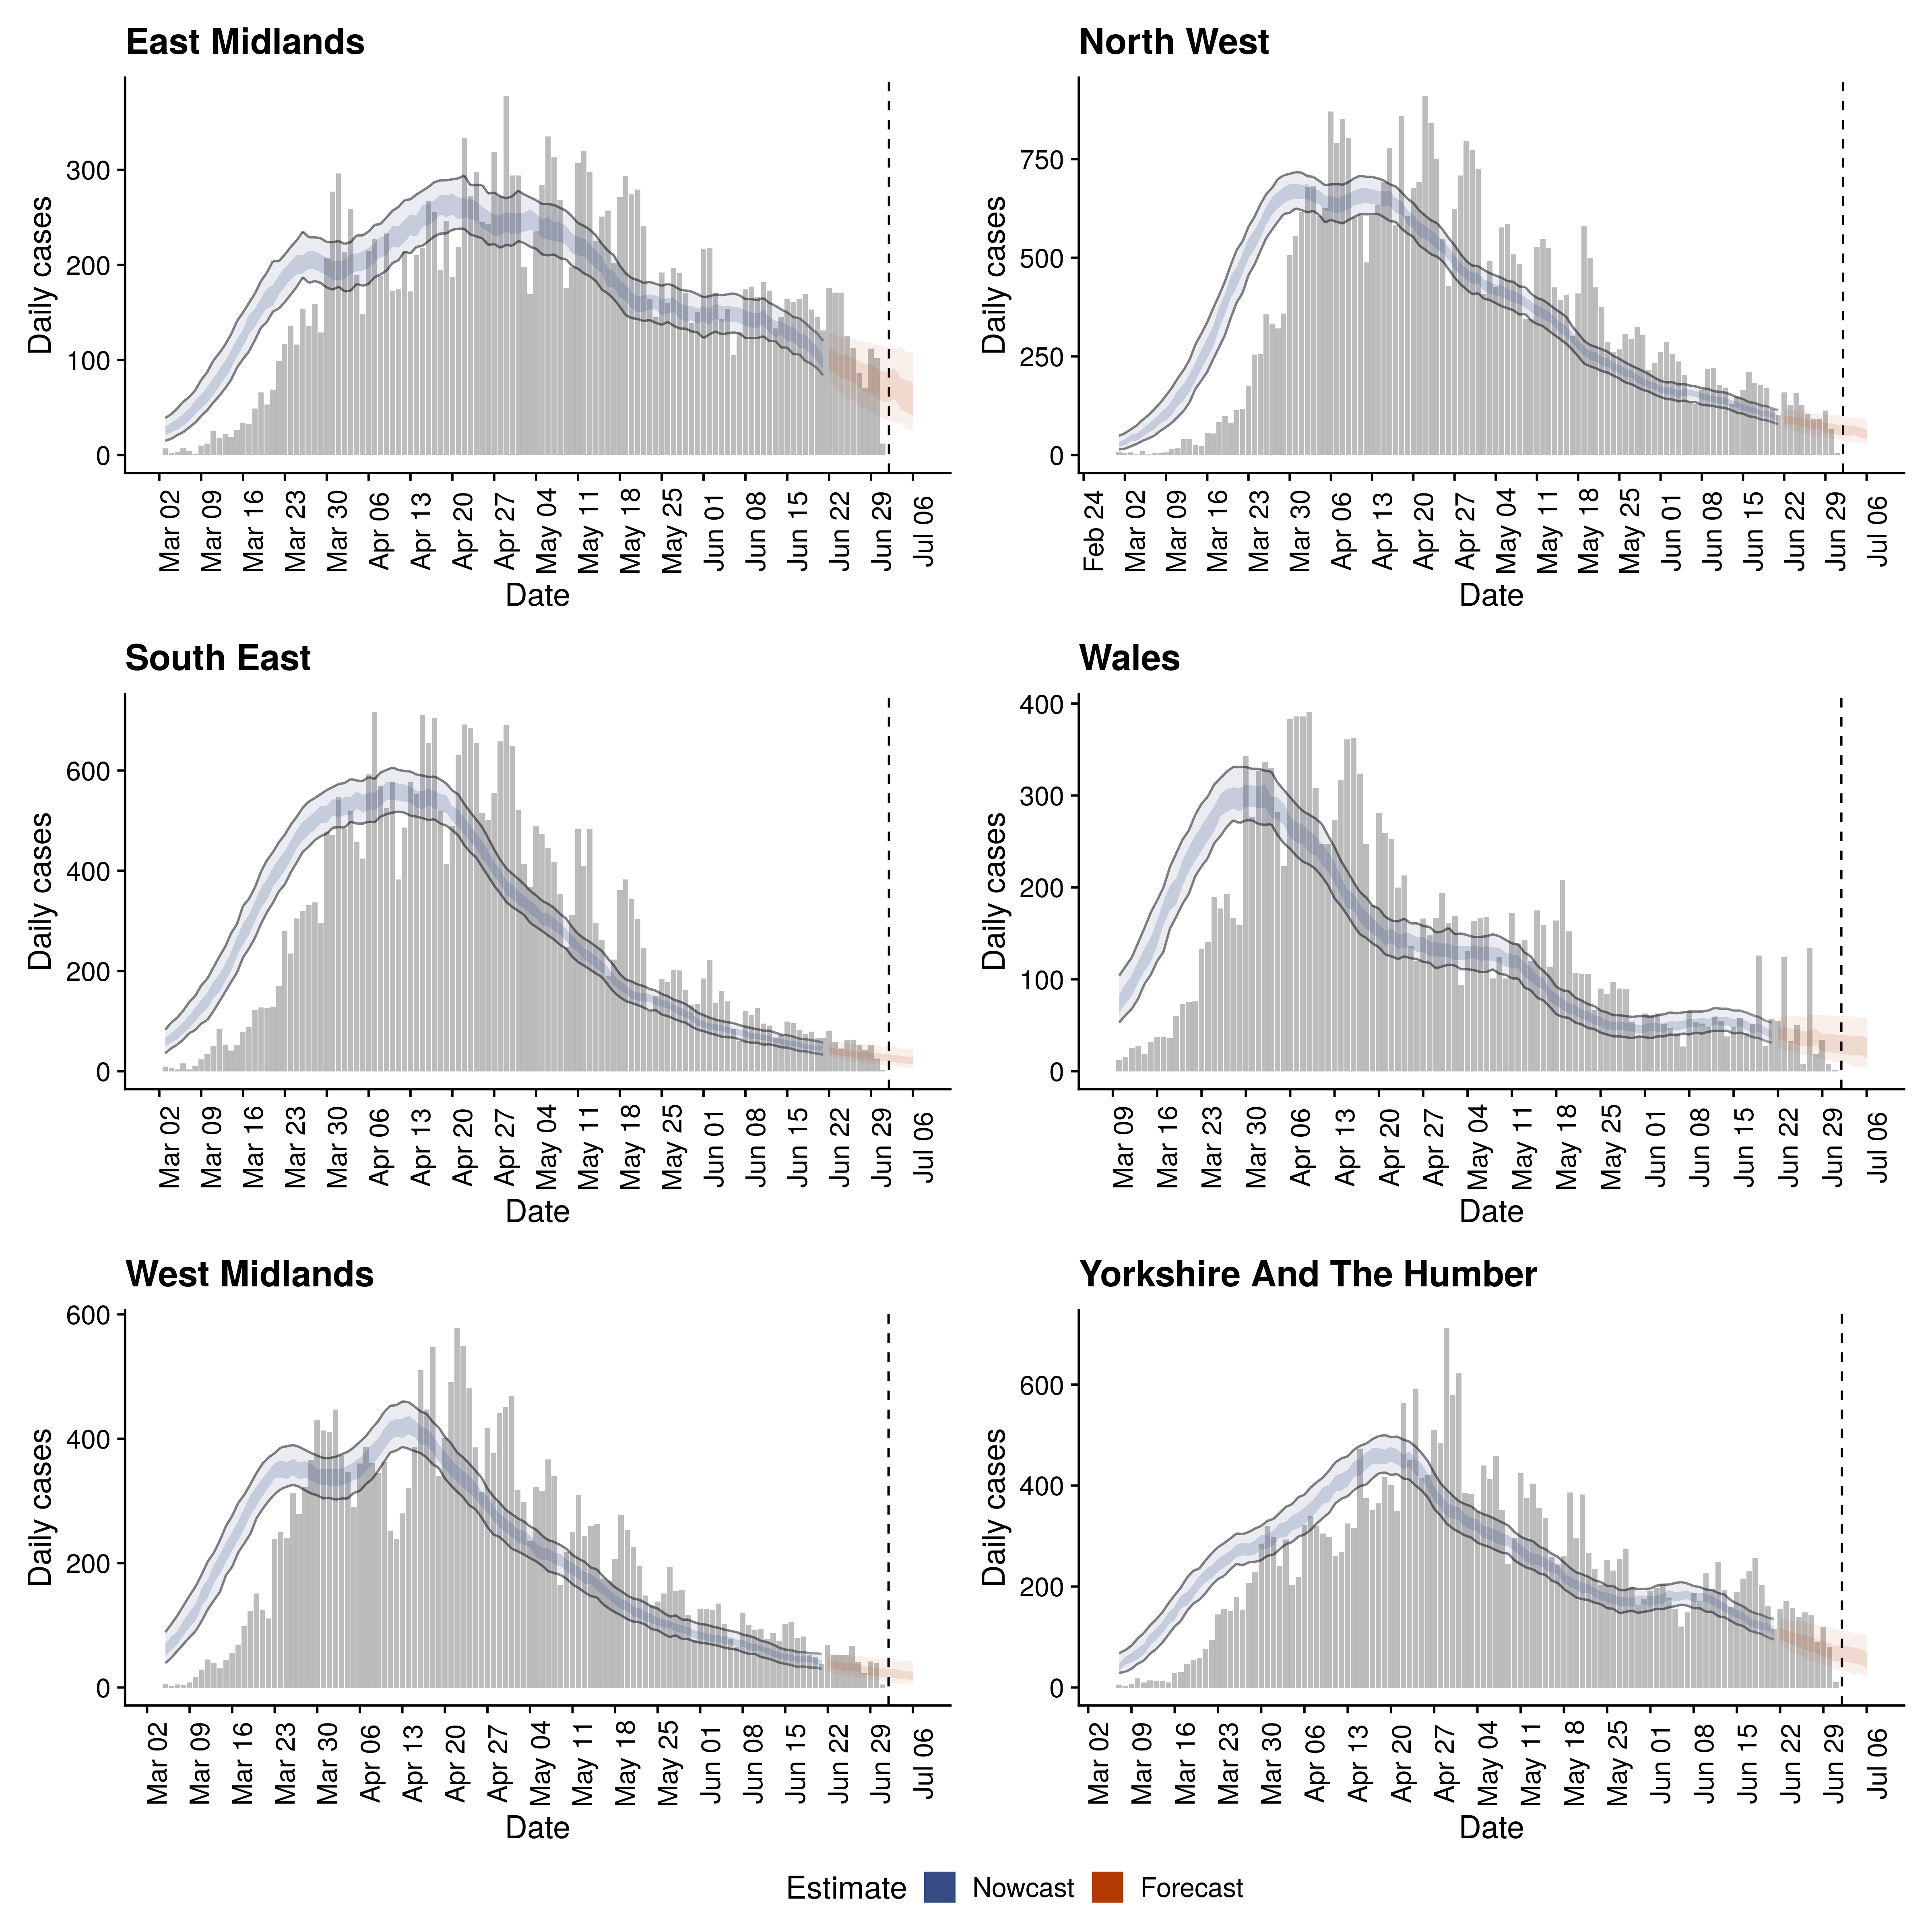 East Midlands
Daily cases
300
200
100
0
Mar 02
Mar 09
Mar 16
Mar 23
Mar 30
Apr 06
Apr 13
Apr 20
Apr 27
May 04
May 11
May 18
May 25
Jun 01
Jun 08
Jun 15
Jun 22
Jun 29
Jul 06
Date
North West
Daily cases
750
500
250
0
Feb 24
Mar 02
Mar 09
Mar 16
Mar 23
Mar 30
Apr 06
Apr 13
Apr 20
Apr 27
May 04
May 11
May 18
May 25
Jun 01
Jun 08
Jun 15
Jun 22
Jun 29
Jul 06
Date
South East
Daily cases
600
400
200
0
Mar 02
Mar 09
Mar 16
Mar 23
Mar 30
Apr 06
Apr 13
Apr 20
Apr 27
May 04
May 11
May 18
May 25
Jun 01
Jun 08
Jun 15
Jun 22
Jun 29
Jul 06
Date
Wales
Daily cases
400
300
200
100
0
Mar 09
Mar 16
Mar 23
Mar 30
Apr 06
Apr 13
Apr 20
Apr 27
May 04
May 11
May 18
May 25
Jun 01
Jun 08
Jun 15
Jun 22
Jun 29
Jul 06
Date
West Midlands
Daily cases
600
400
200
0
Mar 02
Mar 09
Mar 16
Mar 23
Mar 30
Apr 06
Apr 13
Apr 20
Apr 27
May 04
May 11
May 18
May 25
Jun 01
Jun 08
Jun 15
Jun 22
Jun 29
Jul 06
Date
Yorkshire And The Humber
Daily cases
600
400
200
0
Mar 02
Mar 09
Mar 16
Mar 23
Mar 30
Apr 06
Apr 13
Apr 20
Apr 27
May 04
May 11
May 18
May 25
Jun 01
Jun 08
Jun 15
Jun 22
Jun 29
Jul 06
Date
Estimate Nowcast Forecast